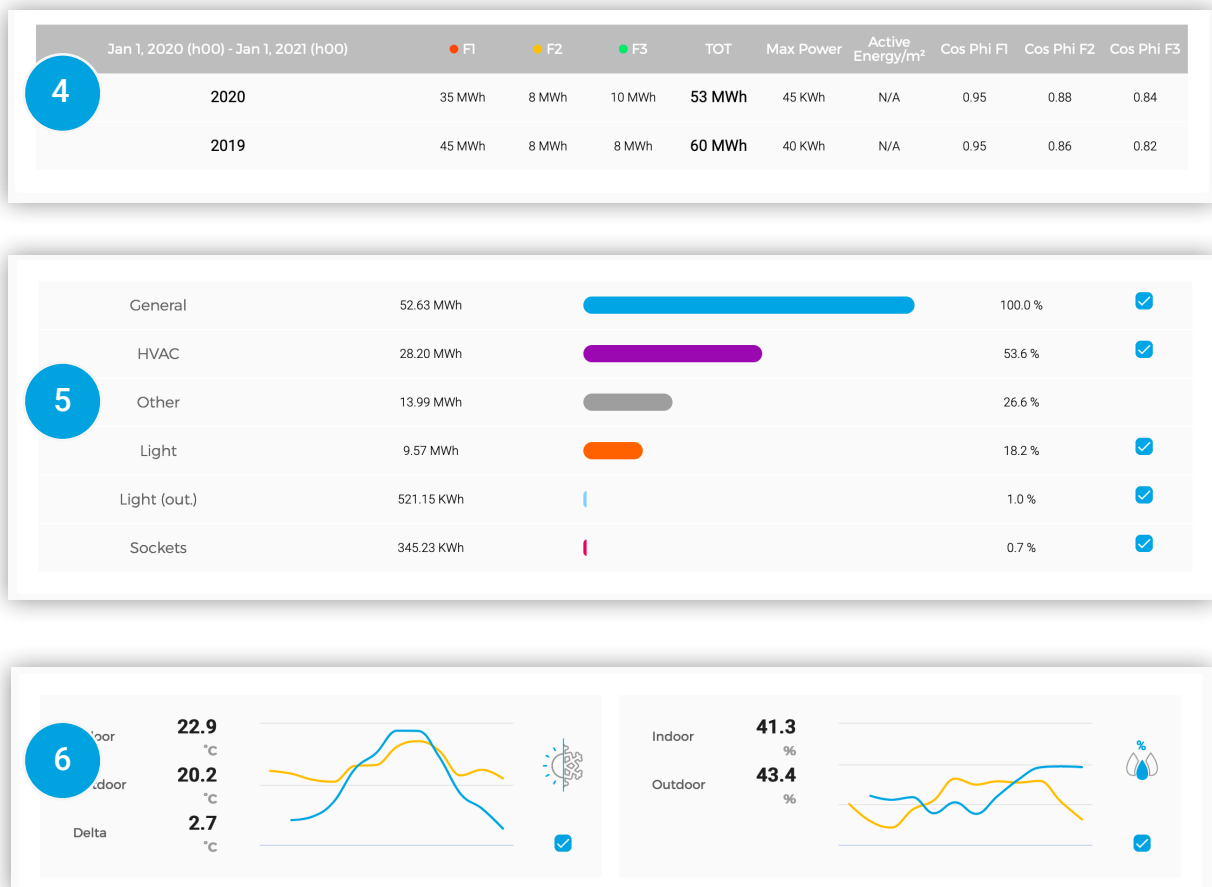 Jan 1, 2020 (h00) - Jan 1, 2021 (h00) F1 F2 F3 TOT Max Power Active Energy/m² Cos Phi F1 Cos Phi F2 Cos Phi F3
4
2020 35 MWh 8 MWh 10 MWh 53 MWh 45 KWh N/A 0.95 0.88 0.84
2019 45 MWh 8 MWh 8 MWh 60 MWh 40 KWh N/A 0.95 0.86 0.82
General 52.63 MWh 100.0 %
HVAC 28.20 MWh 53.6 %
5
Other 13.99 MWh 26.6 %
Light 9.57 MWh 18.2 %
Light (out.) 521.15 KWh 1.0 %
Sockets 345.23 KWh 0.7 %
6
22.9
°C
20.2
°C
Delta 2.7
°C
Indoor 41.3
%
Outdoor 43.4
%
%